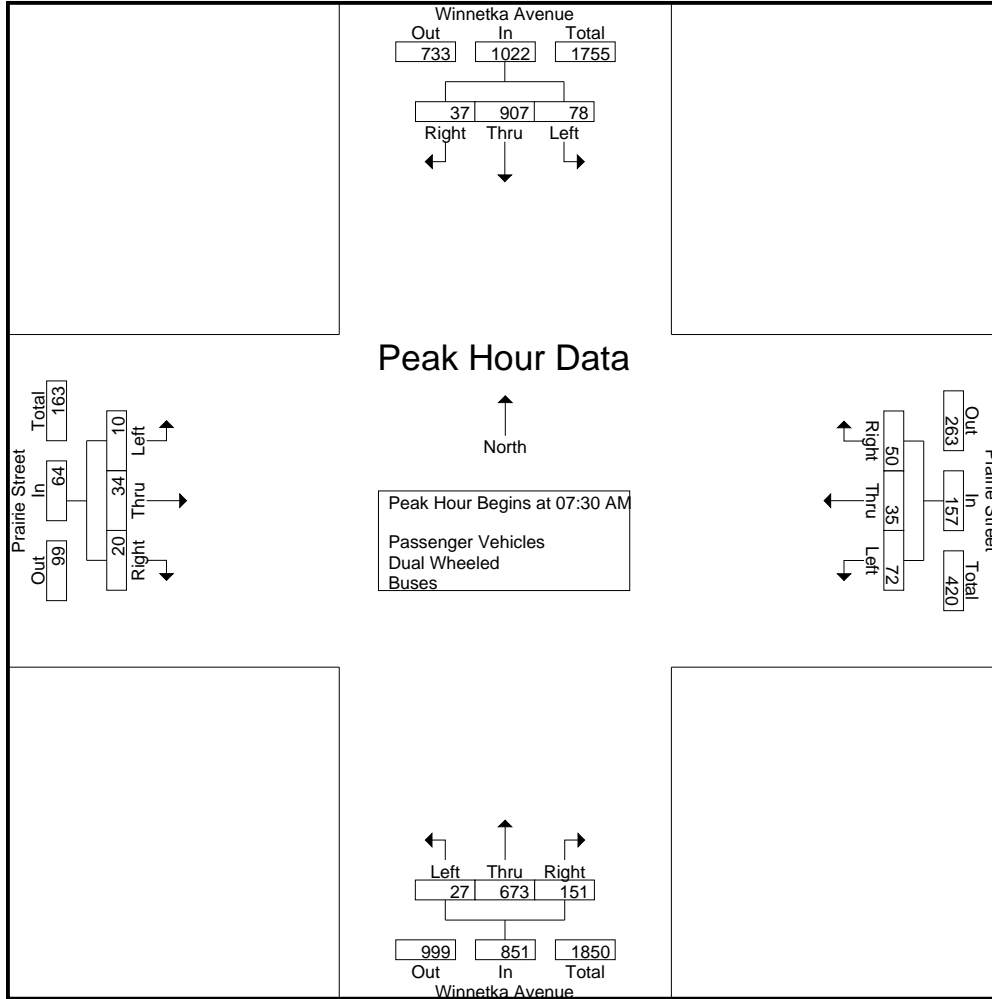 Winnetka Avenue
Out In Total
733 1022 1755
37 907 78
Right Thru Left
Peak Hour Data
North
Peak Hour Begins at 07:30 AM
Passenger Vehicles
Dual Wheeled
Buses
Prairie Street
Total In Out
163 64 99
10 34 20
Left Thru Right
Right Thru Left
50 35 72
263 157 420
Out In Total
Prairie Street
Left Thru Right
27 673 151
999 851 1850
Out In Total
Winnetka Avenue